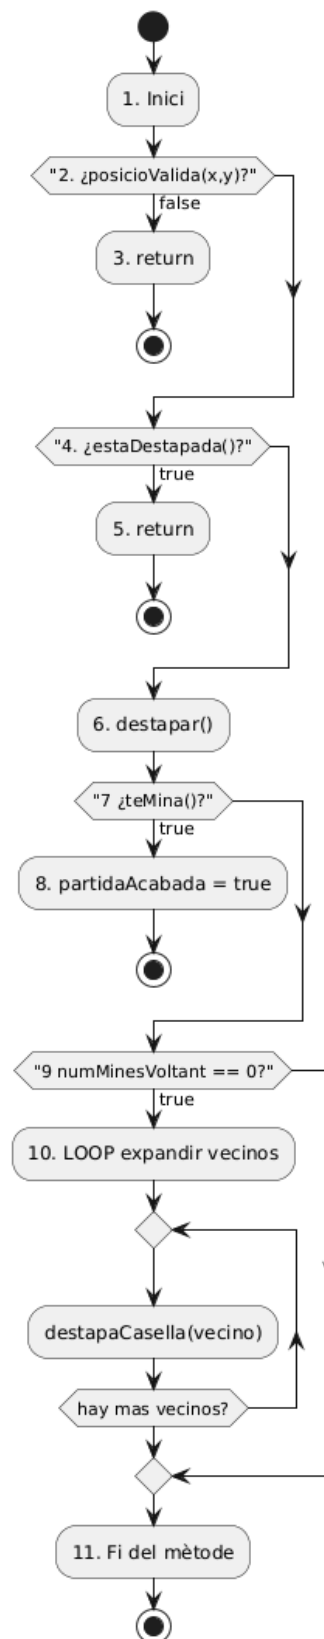 1. Inici
"2. ¿posicioValida(x,y)?"
false
3. return
"4. ¿estaDestapada()?"
true
5. return
6. destapar()
"7 ¿teMina()?"
true
8. partidaAcabada = true
"9 numMinesVoltant == 0?"
true
10. LOOP expandir vecinos
destapaCasella(vecino)
hay mas vecinos?
11. Fi del mètode